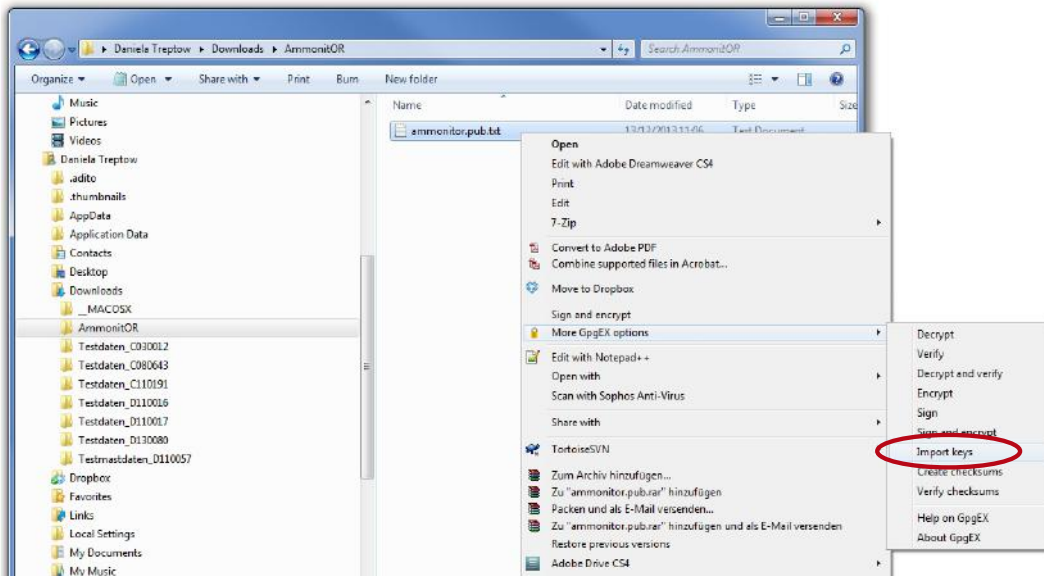 Daniela Treptow ▸ Downloads ▸ AmmonitOR
Search AmmonitOR
Organize
Open
Share with
Print
Burn
New folder
Name
Date modified
Type
Size
ammonitor.pub.txt
13/12/2013 11:06
Text Document
Music
Pictures
Videos
Daniela Treptow
.adito
.thumbnails
AppData
Application Data
Contacts
Desktop
Downloads
__MACOSX
AmmonitOR
Testdaten_C030012
Testdaten_C080643
Testdaten_C110191
Testdaten_D110016
Testdaten_D110017
Testdaten_D130080
Testmastdaten_D110057
Dropbox
Favorites
Links
Local Settings
My Documents
My Music
Open
Edit with Adobe Dreamweaver CS4
Print
Edit
7-Zip
Convert to Adobe PDF
Combine supported files in Acrobat...
Move to Dropbox
Sign and encrypt
More GpgEX options
Edit with Notepad++
Open with
Scan with Sophos Anti-Virus
Share with
TortoiseSVN
Zum Archiv hinzufügen...
Zu "ammonitor.pub.rar" hinzufügen
Packen und als E-Mail versenden...
Zu "ammonitor.pub.rar" hinzufügen und als E-Mail versenden
Restore previous versions
Adobe Drive CS4
Decrypt
Verify
Decrypt and verify
Encrypt
Sign
Sign and encrypt
Import keys
Create checksums
Verify checksums
Help on GpgEX
About GpgEX